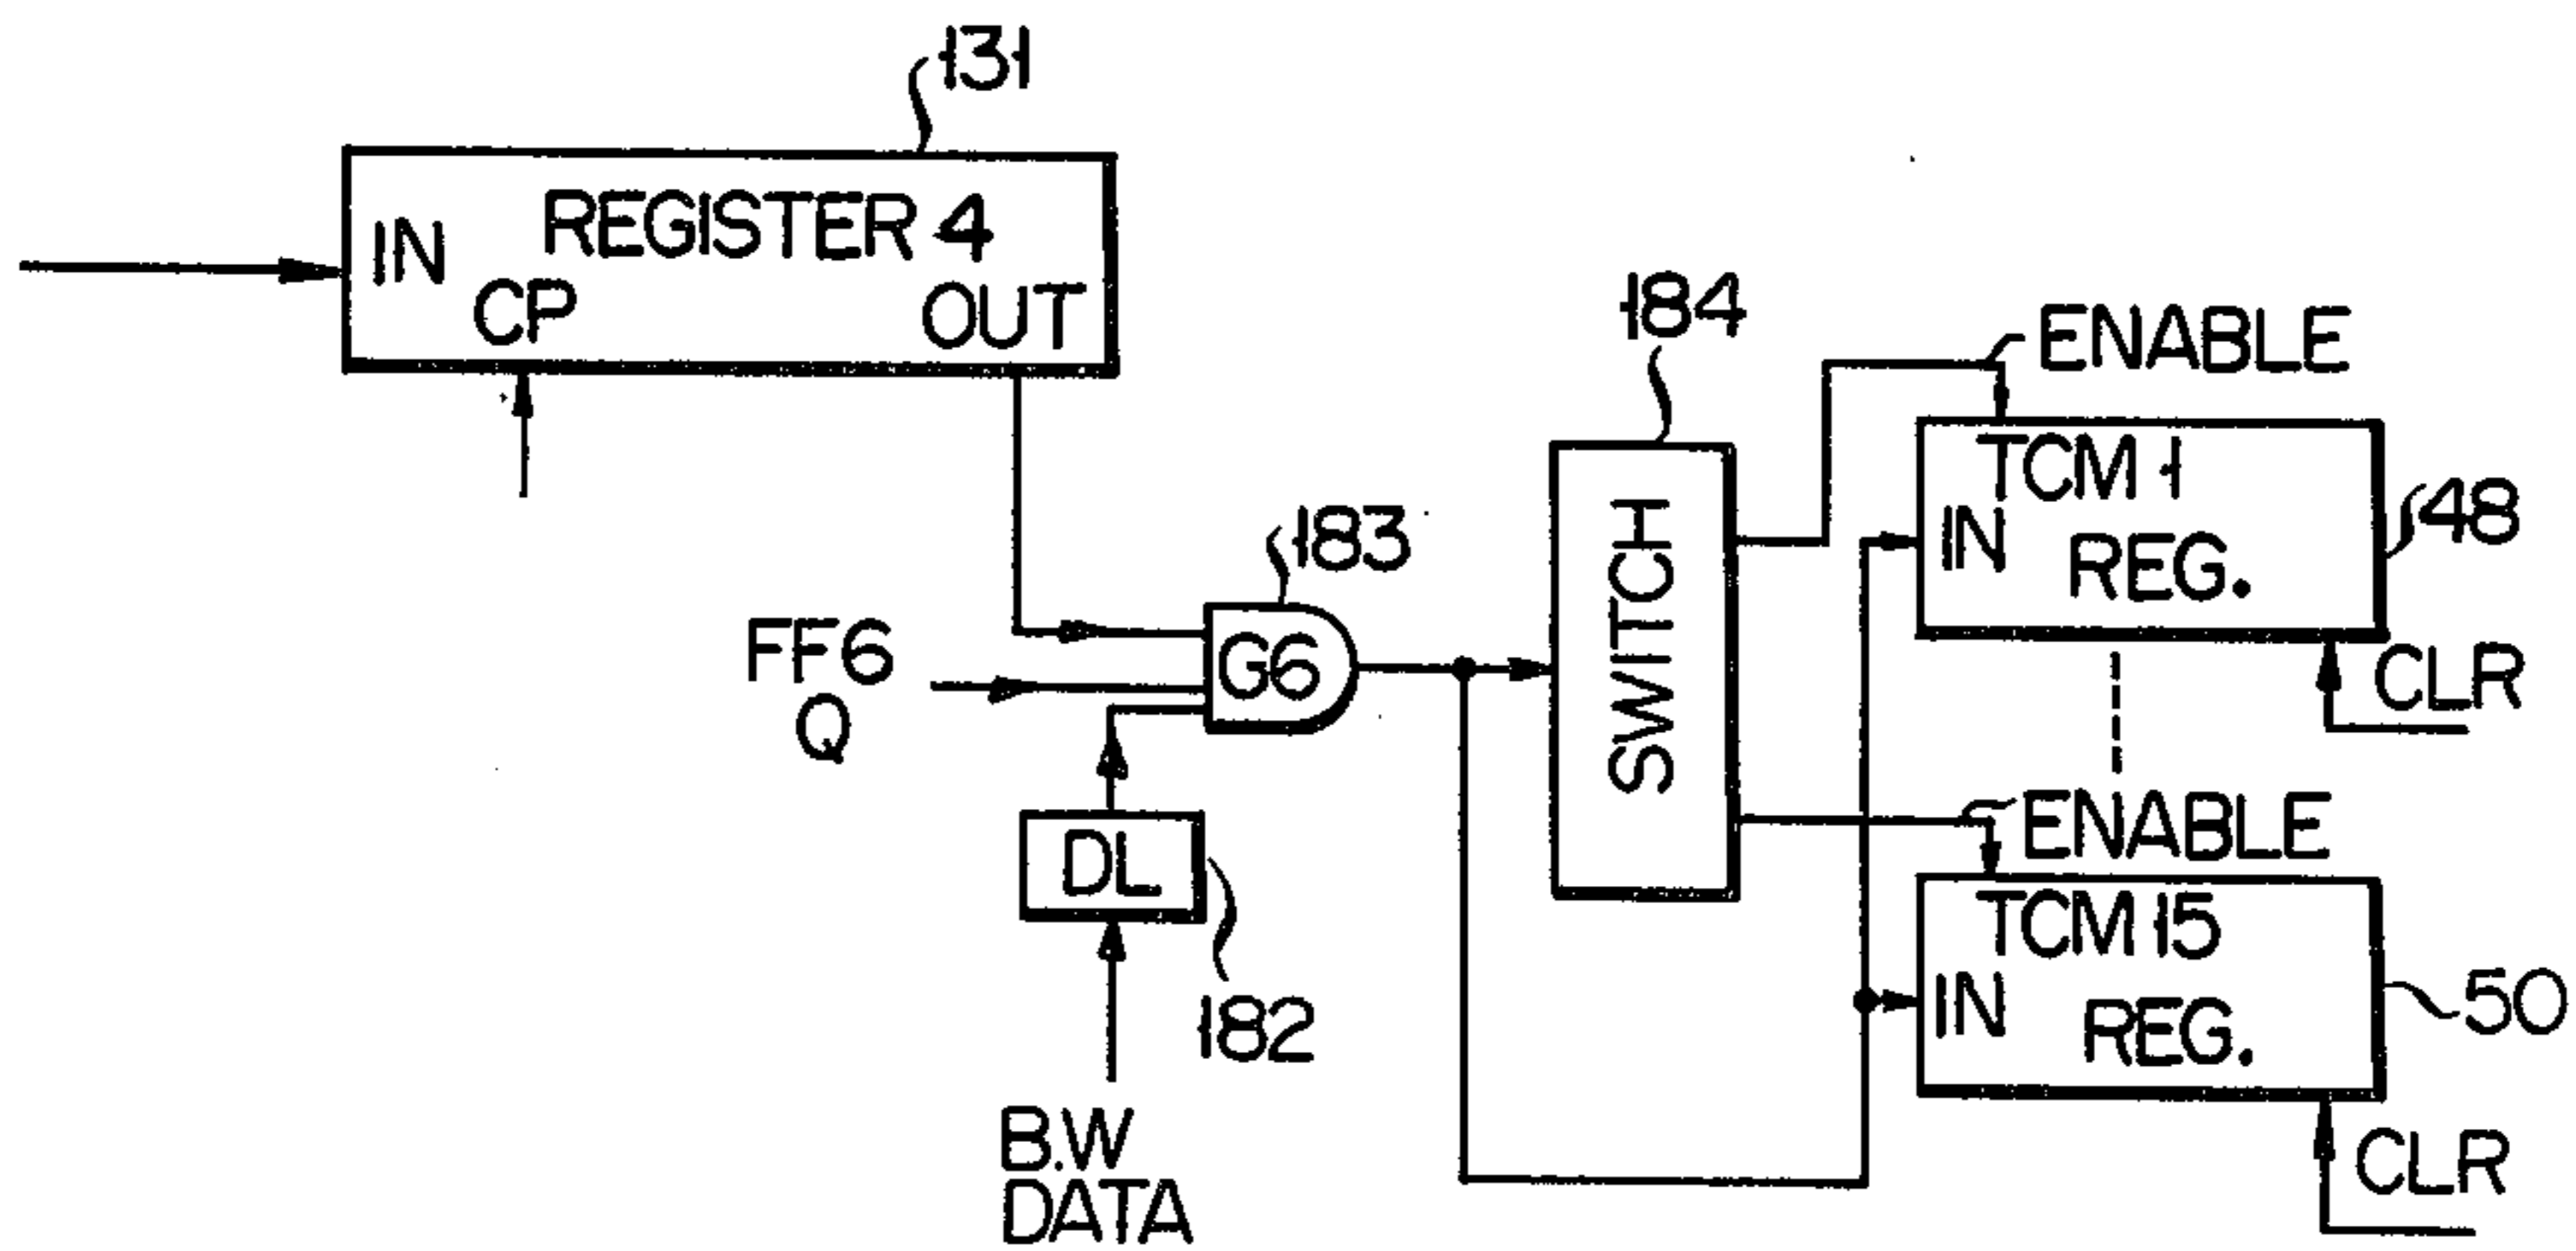 131
REGISTER 4
IN
CP
OUT
184
ENABLE
TCM 1
IN
REG.
48
183
FF6
Q
G6
SWITCH
CLR
ENABLE
DL
182
TCM 15
IN
REG.
50
B.W
DATA
CLR